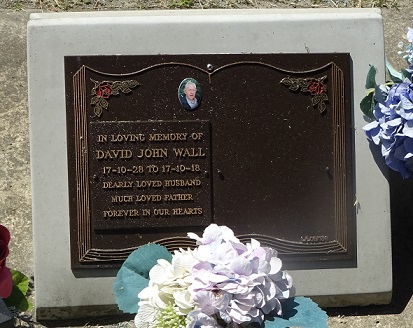 IN LOVING MEMORY OF
DAVID JOHN WALL
17-10-28 TO 17-10-18
DEARLY LOVED HUSBAND
MUCH LOVED FATHER
FOREVER IN OUR HEARTS